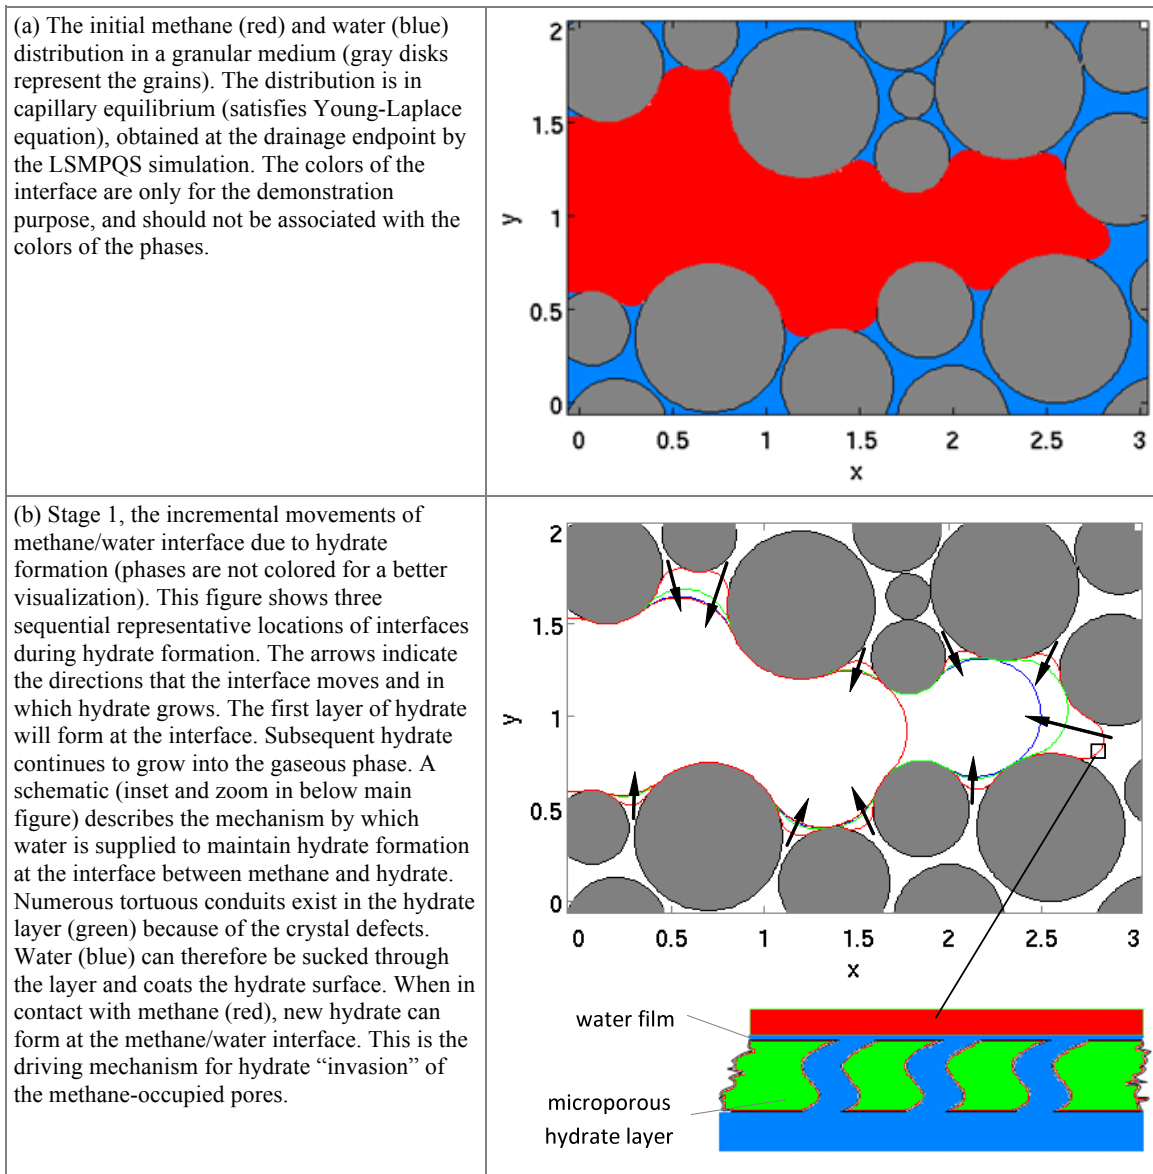 (a) The initial methane (red) and water (blue)
distribution in a granular medium (gray disks
represent the grains). The distribution is in
capillary equilibrium (satisfies Young-Laplace
equation), obtained at the drainage endpoint by
the LSMPQS simulation. The colors of the
interface are only for the demonstration
purpose, and should not be associated with the
colors of the phases.
2
1.5
1
0.5
0
y
0 0.5 1 1.5 2 2.5 3
x
(b) Stage 1, the incremental movements of
methane/water interface due to hydrate
formation (phases are not colored for a better
visualization). This figure shows three
sequential representative locations of interfaces
during hydrate formation. The arrows indicate
the directions that the interface moves and in
which hydrate grows. The first layer of hydrate
will form at the interface. Subsequent hydrate
continues to grow into the gaseous phase. A
schematic (inset and zoom in below main
figure) describes the mechanism by which
water is supplied to maintain hydrate formation
at the interface between methane and hydrate.
Numerous tortuous conduits exist in the hydrate
layer (green) because of the crystal defects.
Water (blue) can therefore be sucked through
the layer and coats the hydrate surface. When in
contact with methane (red), new hydrate can
form at the methane/water interface. This is the
driving mechanism for hydrate “invasion” of
the methane-occupied pores.
2
1.5
1
0.5
0
y
0 0.5 1 1.5 2 2.5 3
x
water film
microporous
hydrate layer